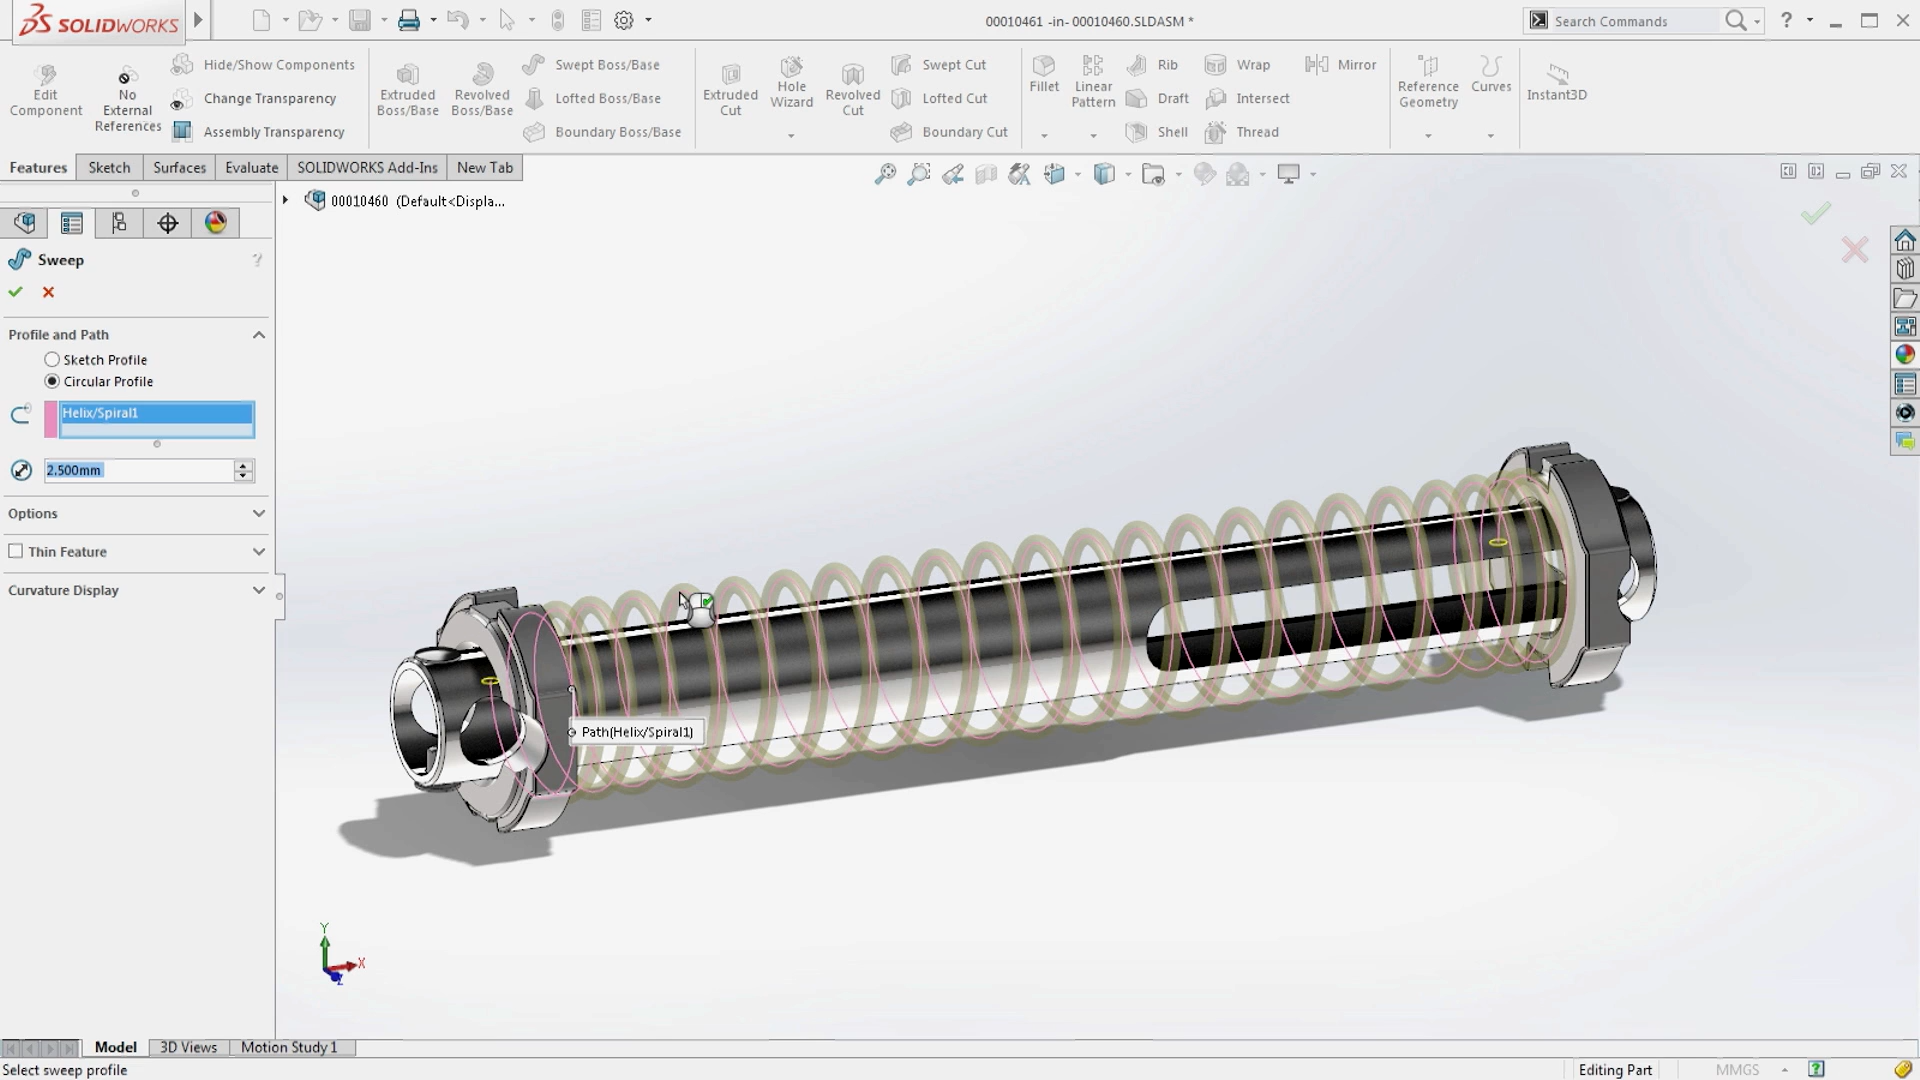 SOLIDWORKS
00010461 -in- 00010460.SLDASM *
Search Commands
?
Edit Component
No External References
Hide/Show Components
Change Transparency
Assembly Transparency
Extruded Boss/Base
Revolved Boss/Base
Swept Boss/Base
Lofted Boss/Base
Boundary Boss/Base
Extruded Cut
Hole Wizard
Revolved Cut
Swept Cut
Lofted Cut
Boundary Cut
Fillet
Linear Pattern
Rib
Draft
Shell
Wrap
Intersect
Thread
Mirror
Reference Geometry
Curves
Instant3D
Features
Sketch
Surfaces
Evaluate
SOLIDWORKS Add-Ins
New Tab
00010460 (Default<Displa...
Sweep
?
Profile and Path
Sketch Profile
Circular Profile
Helix/Spiral1
2.500mm
Options
Thin Feature
Curvature Display
Path(Helix/Spiral1)
Y
X
Z
Model
3D Views
Motion Study 1
Select sweep profile
Editing Part
MMGS
?